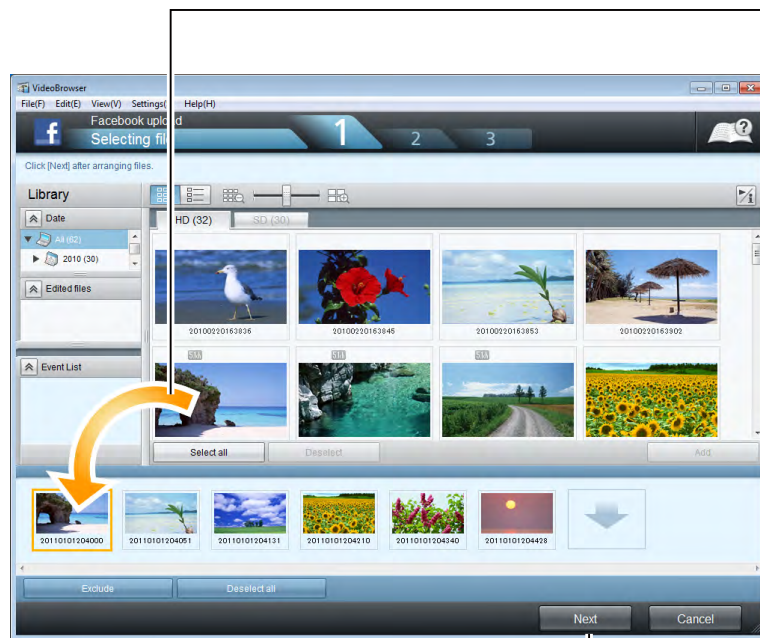 VideoBrowser
File(F) Edit(E) View(V) Settings( Help(H)
f Facebook upload
Selecting fil
1 2 3
Click [Next] after arranging files.
Library
Date
HD (32) SD (30)
All (62)
2010 (30)
Edited files
20100220163836 20100220163845 20100220163853 20100220163902
Event List
Select all Deselect Add
20110101204000 20110101204051 20110101204131 20110101204210 20110101204340 20110101204428
Exclude Deselect all
Next Cancel